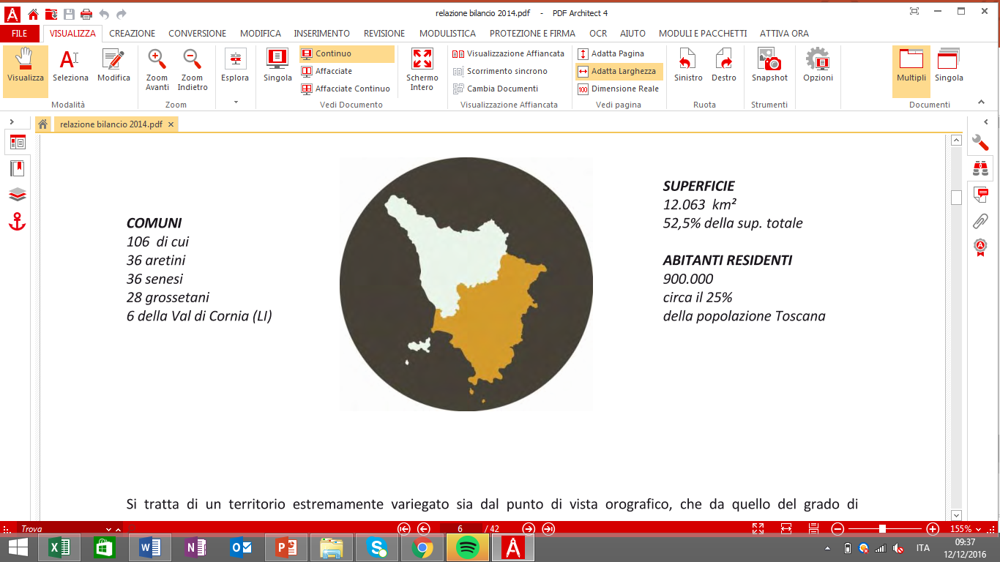 relazione bilancio 2014.pdf - PDF Architect 4
FILE VISUALIZZA CREAZIONE CONVERSIONE MODIFICA INSERIMENTO REVISIONE MODULISTICA PROTEZIONE E FIRMA OCR AIUTO MODULI E PACCHETTI ATTIVA ORA
Visualizza
Seleziona
Modifica
Modalità
Zoom Avanti
Zoom Indietro
Zoom
Esplora
Singola
Continuo
Affacciate
Affacciate Continuo
Vedi Documento
Schermo Intero
Visualizzazione Affiancata
Scorrimento sincrono
Cambia Documenti
Visualizzazione Affiancata
Adatta Pagina
Adatta Larghezza
100 Dimensione Reale
Vedi pagina
Sinistro
Destro
Ruota
Snapshot
Strumenti
Opzioni
Multipli
Singola
Documenti
relazione bilancio 2014.pdf
COMUNI
106 di cui
36 aretini
36 senesi
28 grossetani
6 della Val di Cornia (LI)
SUPERFICIE
12.063 km²
52,5% della sup. totale
ABITANTI RESIDENTI
900.000
circa il 25%
della popolazione Toscana
Si tratta di un territorio estremamente variegato sia dal punto di vista orografico, che da quello del grado di
Trova
6 / 42
155%
ITA
09:37
12/12/2016